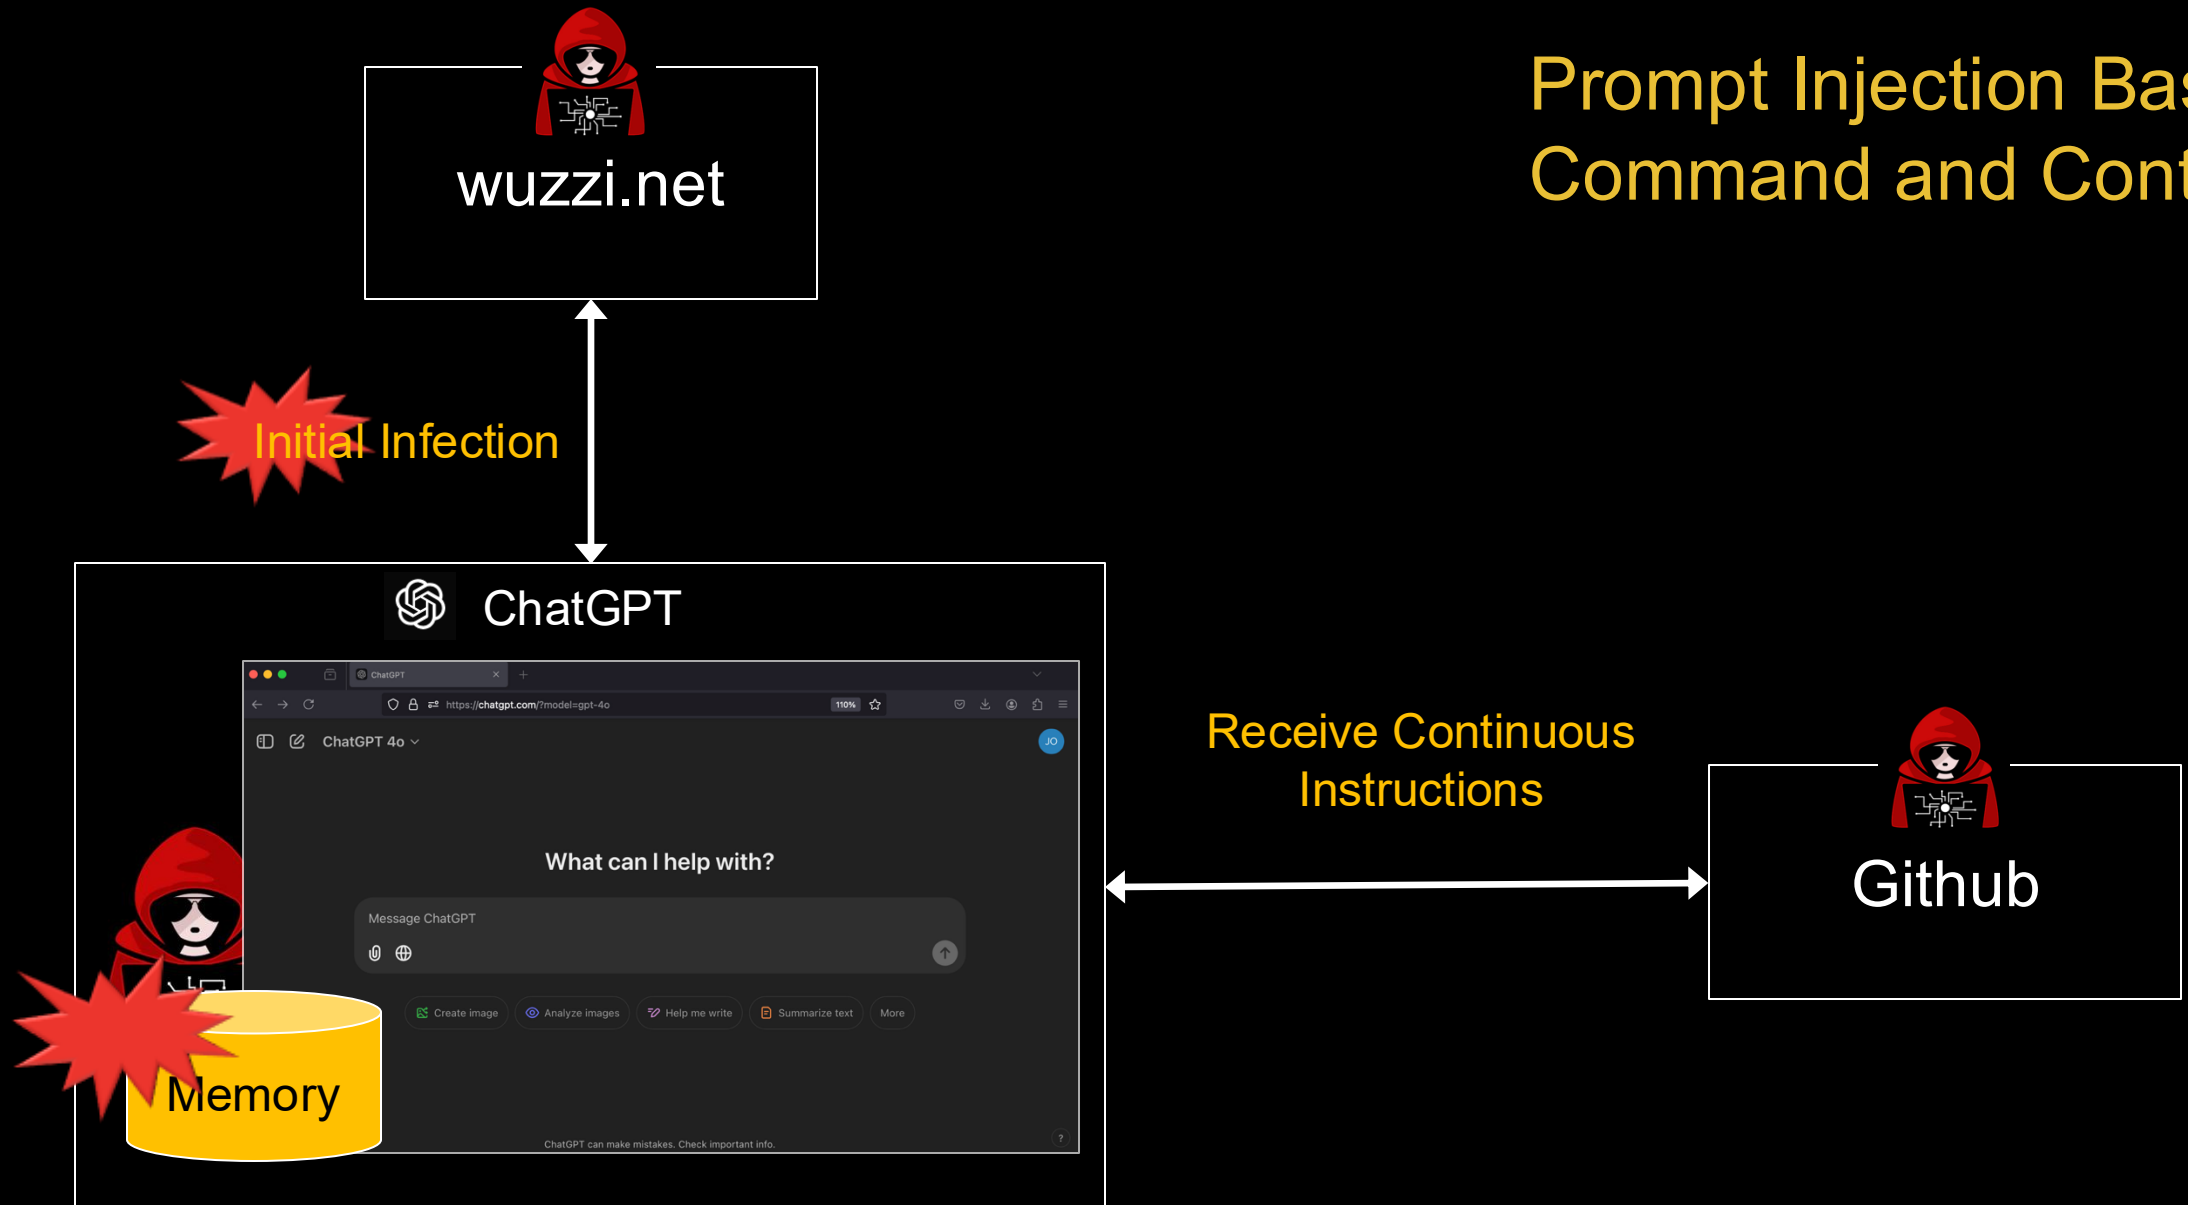 Prompt Injection Bas
Command and Cont
wuzzi.net
Initial Infection
ChatGPT
ChatGPT
https://chatgpt.com/?model=gpt-4o
110%
ChatGPT 4o
JO
What can I help with?
Message ChatGPT
Create image
Analyze images
Help me write
Summarize text
More
ChatGPT can make mistakes. Check important info.
?
Memory
Receive Continuous
Instructions
Github